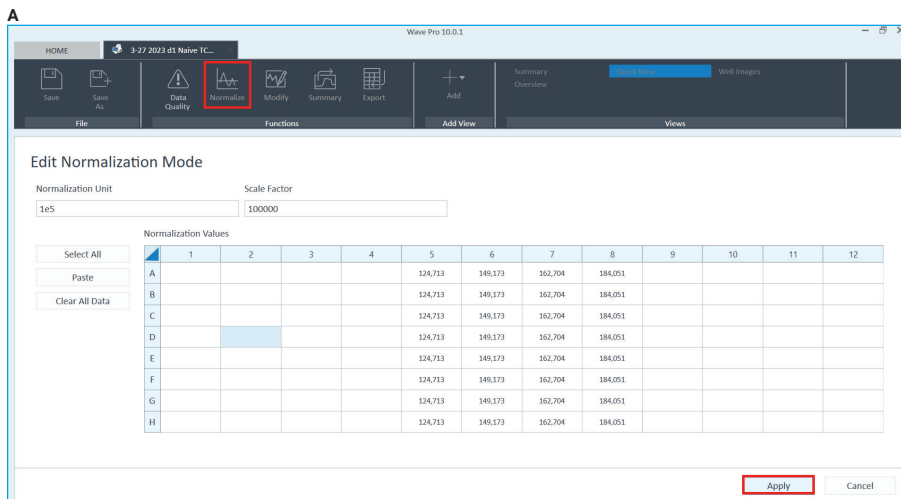 A
Wave Pro 10.0.1
HOME
3-27 2023 d1 Naive TC...
Save
Save As
Data Quality
Normalize
Modify
Summary
Export
Add
Summary
Overview
Quick View
Well Images
File
Functions
Add View
Views
Edit Normalization Mode
Normalization Unit
Scale Factor
1e5
100000
Normalization Values
Select All
Paste
Clear All Data
1 2 3 4 5 6 7 8 9 10 11 12
A 124,713 149,173 162,704 184,051
B 124,713 149,173 162,704 184,051
C 124,713 149,173 162,704 184,051
D 124,713 149,173 162,704 184,051
E 124,713 149,173 162,704 184,051
F 124,713 149,173 162,704 184,051
G 124,713 149,173 162,704 184,051
H 124,713 149,173 162,704 184,051
Apply
Cancel